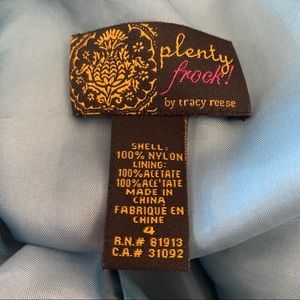 plenty
frock!
by tracy reese
SHELL:
100% NYLON
LINING:
100% ACETATE
100% ACÉTATE
MADE IN
CHINA
FABRIQUÉ EN
CHINE
4
R.N.# 81913
C.A.# 31092